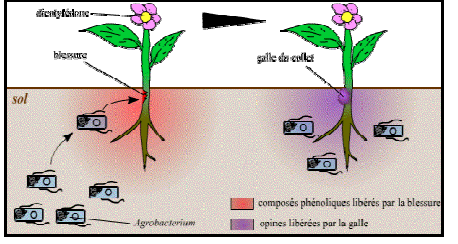 dicotylédone
blessure
galle du collet
sol
composés phénoliques libérés par la blessure
opines libérées par la galle
Agrobacterium